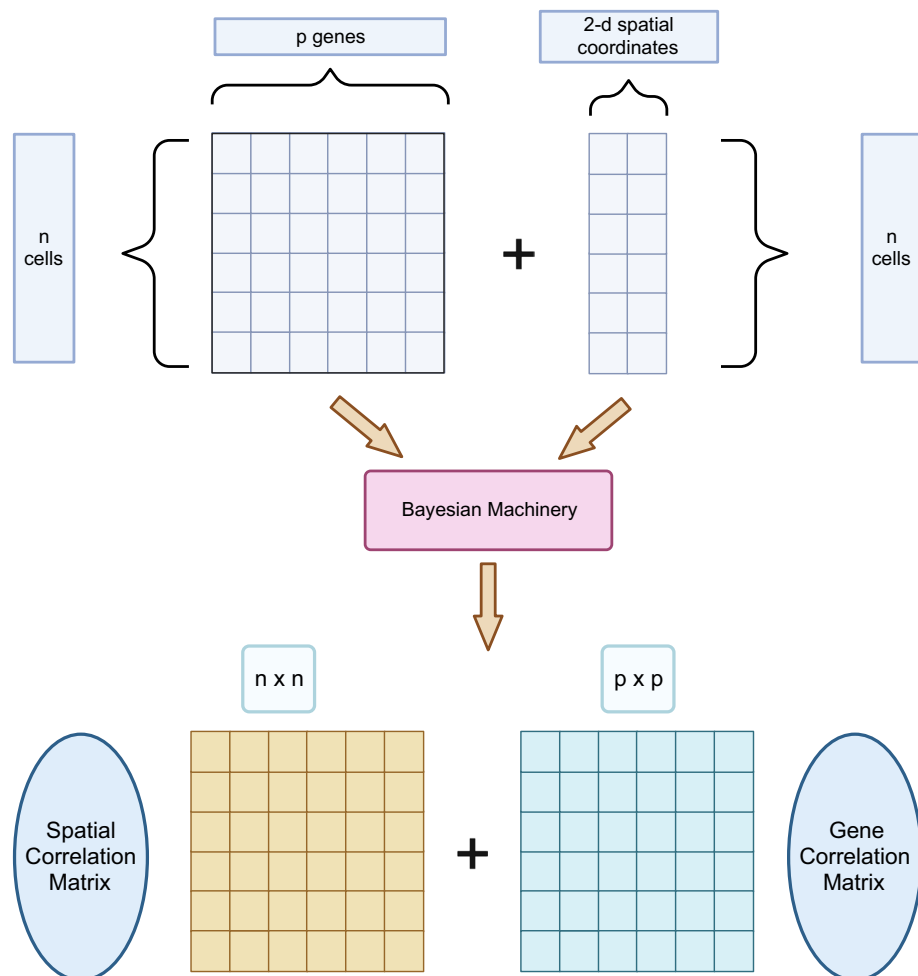 p genes
2-d spatial
coordinates
n
cells
+
n
cells
Bayesian Machinery
n x n
p x p
Spatial
Correlation
Matrix
+
Gene
Correlation
Matrix